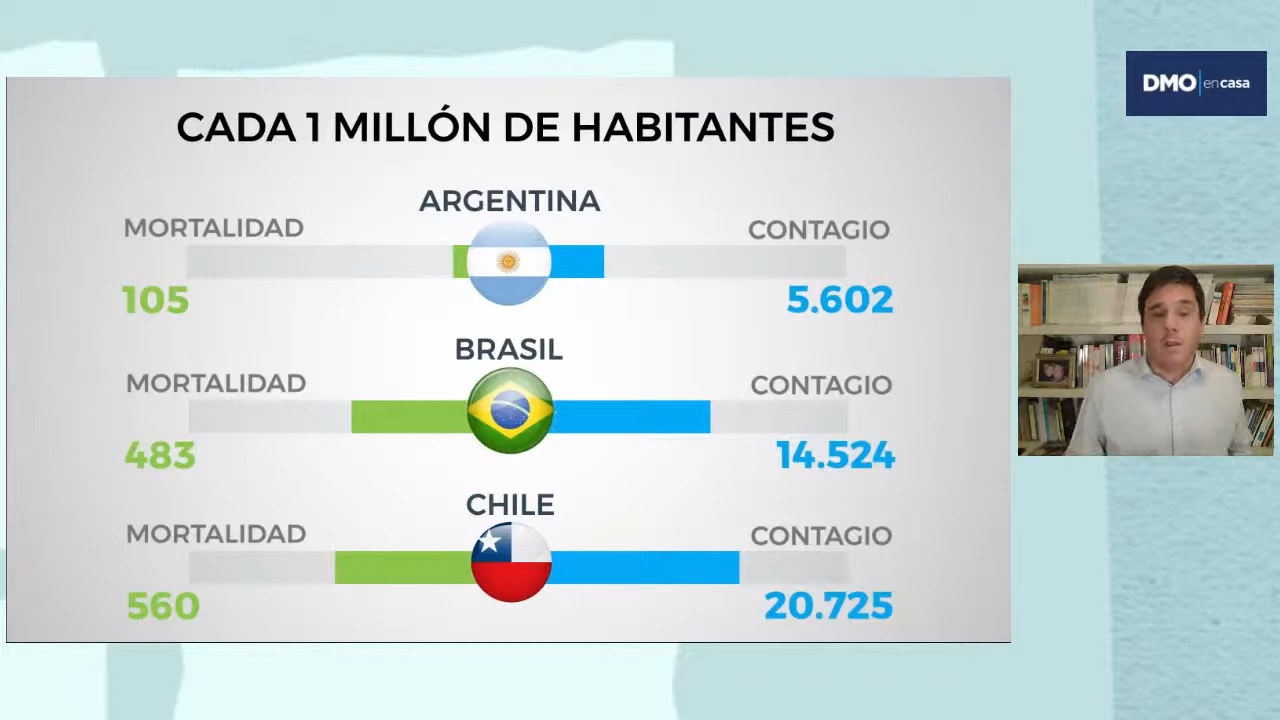 DMO en casa
CADA 1 MILLÓN DE HABITANTES
ARGENTINA
MORTALIDAD
CONTAGIO
105
5.602
BRASIL
MORTALIDAD
CONTAGIO
483
14.524
CHILE
MORTALIDAD
CONTAGIO
560
20.725